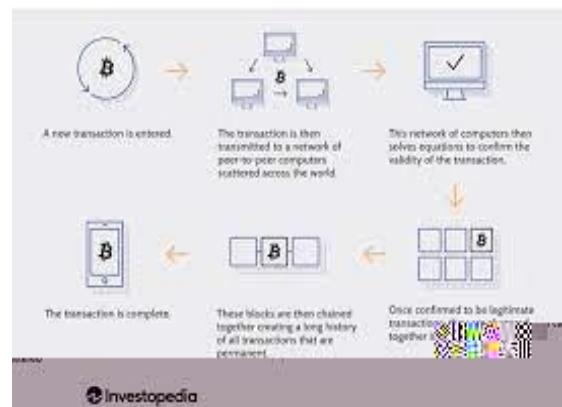 A new transaction is entered.
The transaction is then
transmitted to a network of
peer-to-peer computers
scattered across the world.
This network of computers then
solves equations to confirm the
validity of the transaction.
Once confirmed to be legitimate
together
These blocks are then chained
together creating a long history
of all transactions that are
permanent.
The transaction is complete.
Investopedia